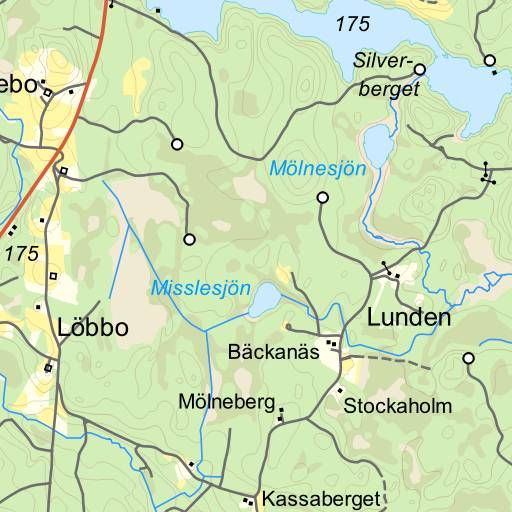 175
Silver-
berget
ebo
Mölnesjön
175
Misslesjön
Lunden
Löbbo
Bäckanäs
Mölneberg
Stockaholm
Kassaberget